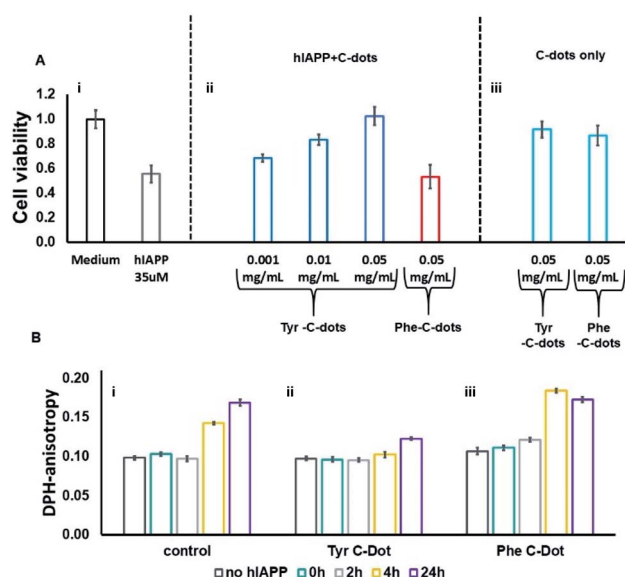 hIAPP+C-dots
C-dots only
A
i
ii
iii
Cell viability
1.2
1.0
0.8
0.6
0.4
0.2
0.0
Medium
hIAPP
35uM
0.001
mg/mL
0.01
mg/mL
0.05
mg/mL
0.05
mg/mL
0.05
mg/mL
0.05
mg/mL
Tyr -C-dots
Phe-C-dots
Tyr
-C-dots
Phe
-C-dots
B
i
ii
iii
DPH-anisotropy
0.20
0.15
0.10
0.05
0.00
control
Tyr C-Dot
Phe C-Dot
no hIAPP
0h
2h
4h
24h